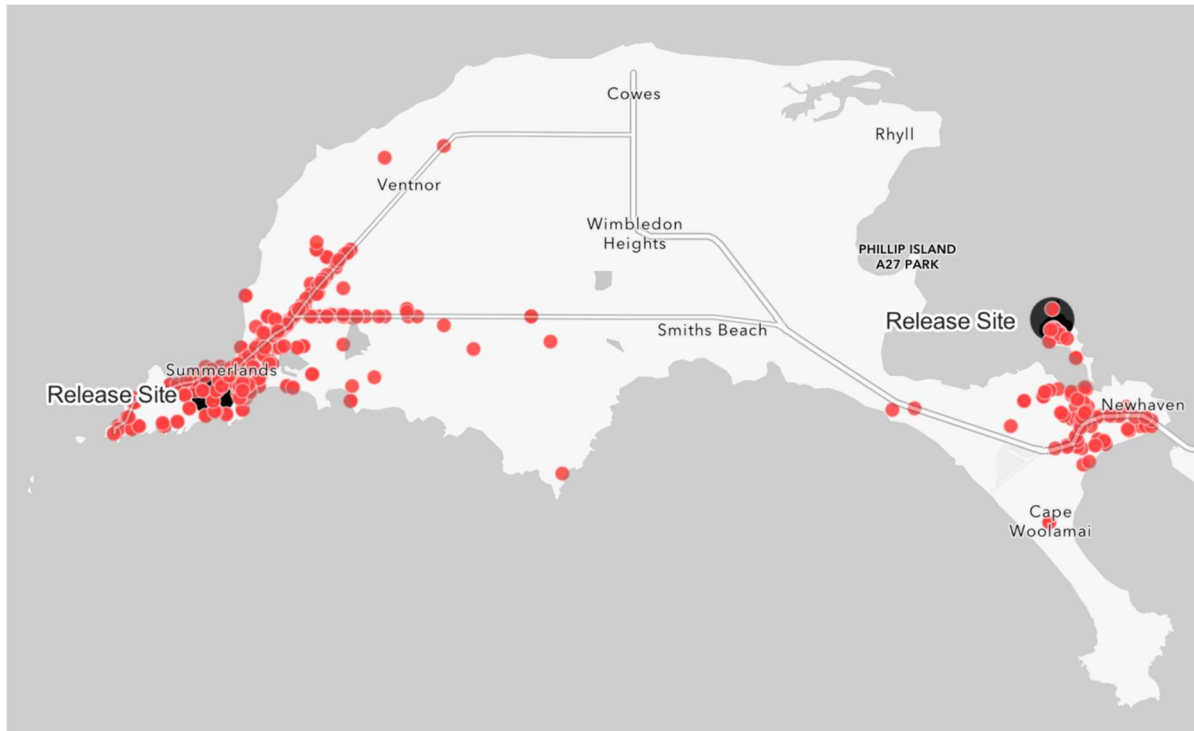 Cowes
Rhyll
Ventnor
Wimbledon
Heights
PHILLIP ISLAND
A27 PARK
Release Site
Smiths Beach
Summerlands
Release Site
Newhaven
Cape
Woolamai